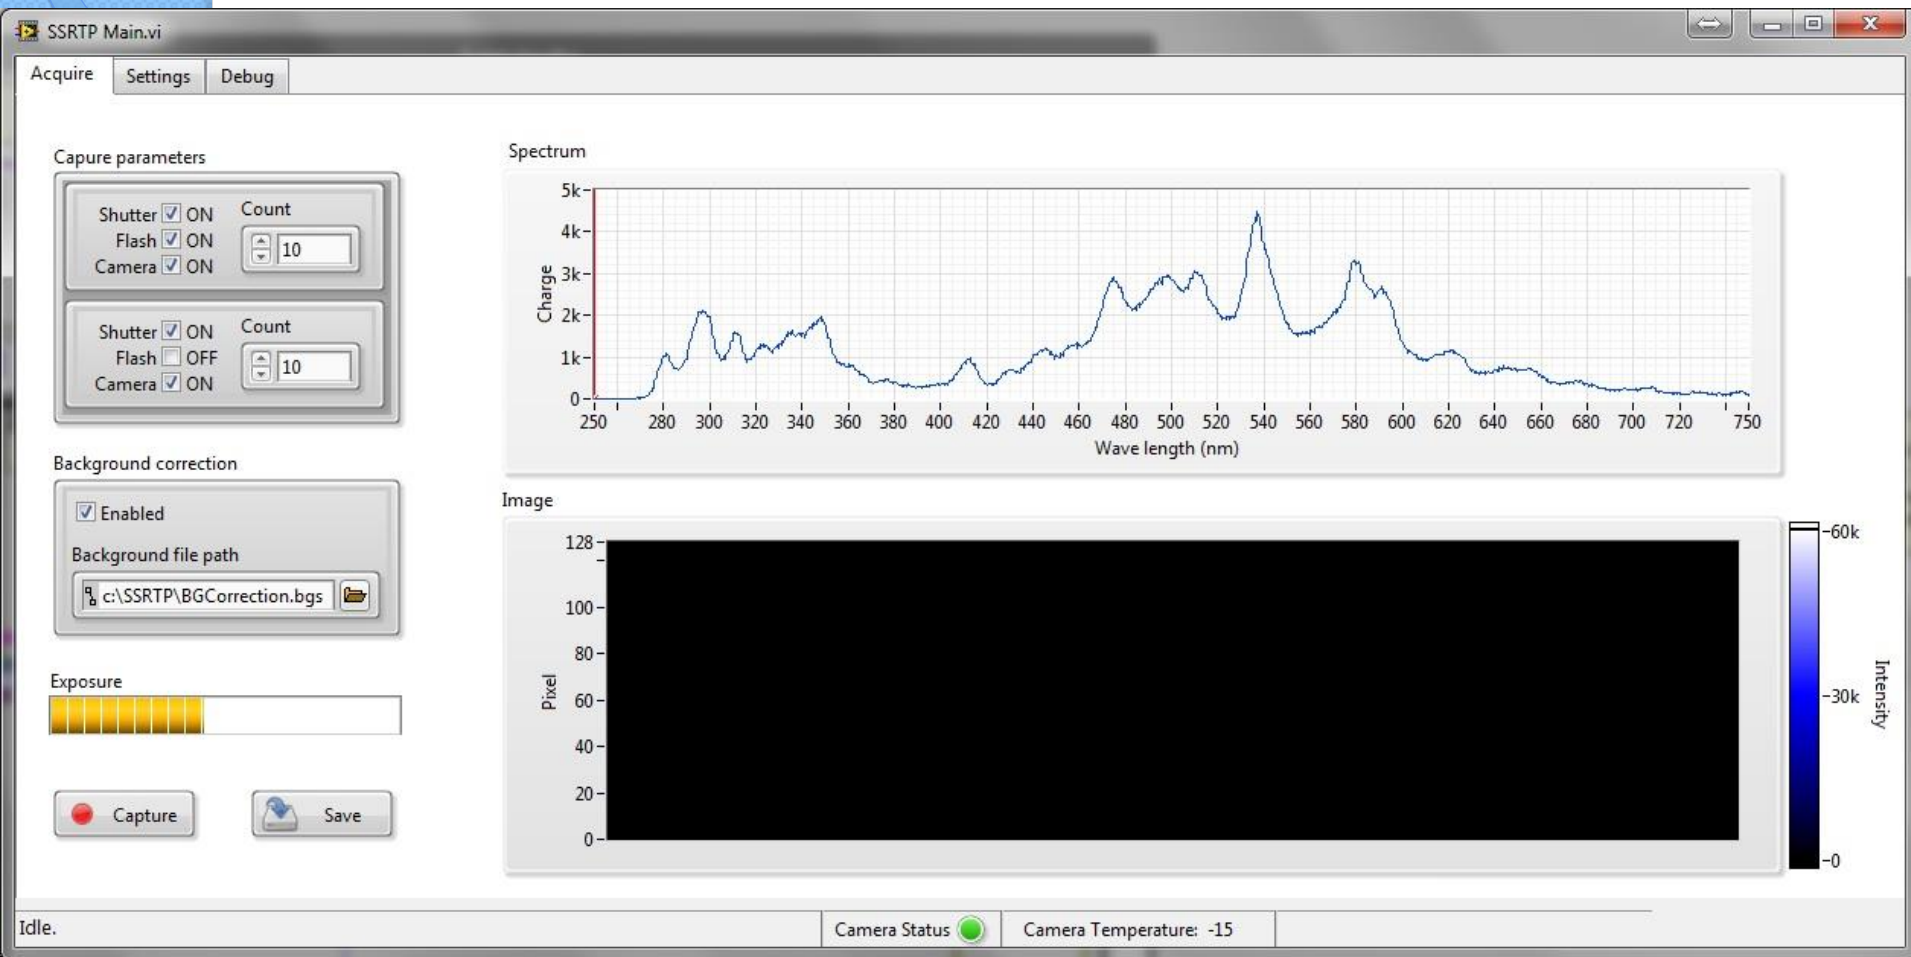 SSRTP Main.vi
Acquire Settings Debug
Capure parameters
Shutter ON Count
Flash ON 10
Camera ON
Shutter ON Count
Flash OFF 10
Camera ON
Background correction
Enabled
Background file path
c:\SSRTP\BGCorrection.bgs
Exposure
Capture Save
Spectrum
5k
4k
3k
2k
1k
0
Charge
250 280 300 320 340 360 380 400 420 440 460 480 500 520 540 560 580 600 620 640 660 680 700 720 750
Wave length (nm)
Image
128
100
80
60
40
20
0
Pixel
60k
30k
0
Intensity
Idle.
Camera Status
Camera Temperature: -15